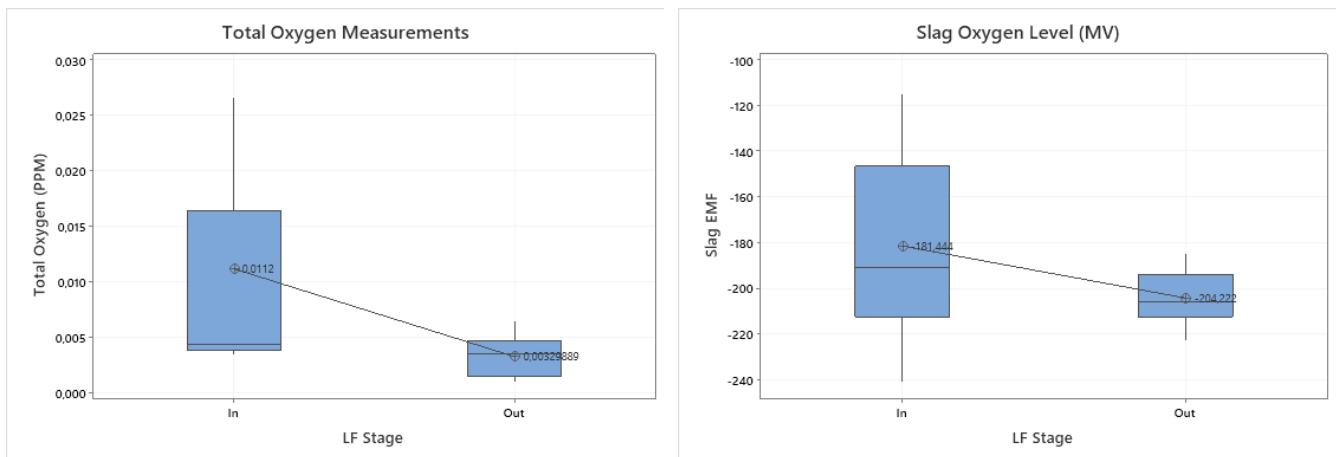 Total Oxygen Measurements
0,030
0,025
0,020
0,015
0,010
0,005
0,000
Total Oxygen (PPM)
0,0112
0,00329889
In
Out
LF Stage
Slag Oxygen Level (MV)
-100
-120
-140
-160
-180
-200
-220
-240
Slag EMF
-181,444
-204,222
In
Out
LF Stage